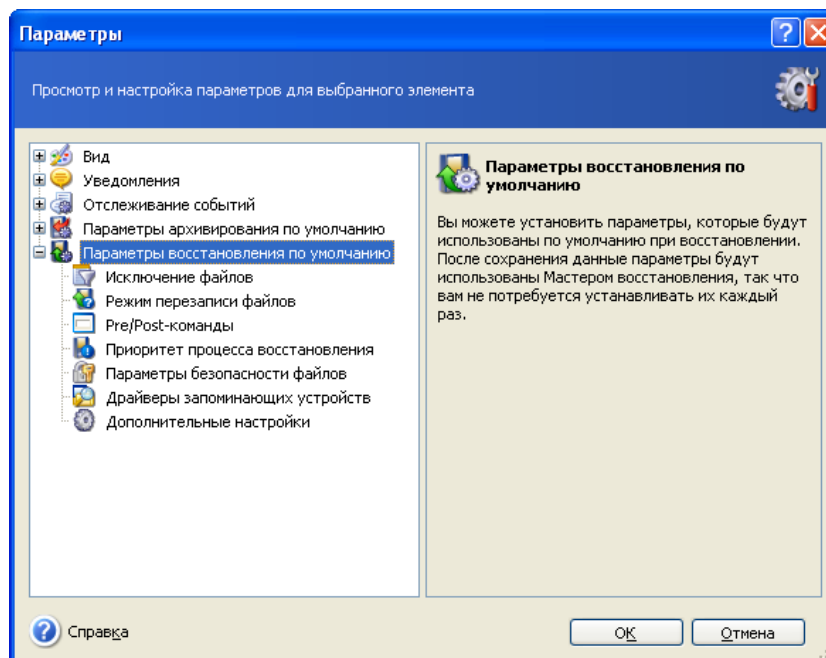 Параметры
Просмотр и настройка параметров для выбранного элемента
Вид
Уведомления
Отслеживание событий
Параметры архивирования по умолчанию
Параметры восстановления по умолчанию
Исключение файлов
Режим перезаписи файлов
Pre/Post-команды
Приоритет процесса восстановления
Параметры безопасности файлов
Драйверы запоминающих устройств
Дополнительные настройки
Параметры восстановления по
умолчанию
Вы можете установить параметры, которые будут
использованы по умолчанию при восстановлении.
После сохранения данные параметры будут
использованы Мастером восстановления, так что
вам не потребуется устанавливать их каждый
раз.
Справка
ОК
Отмена